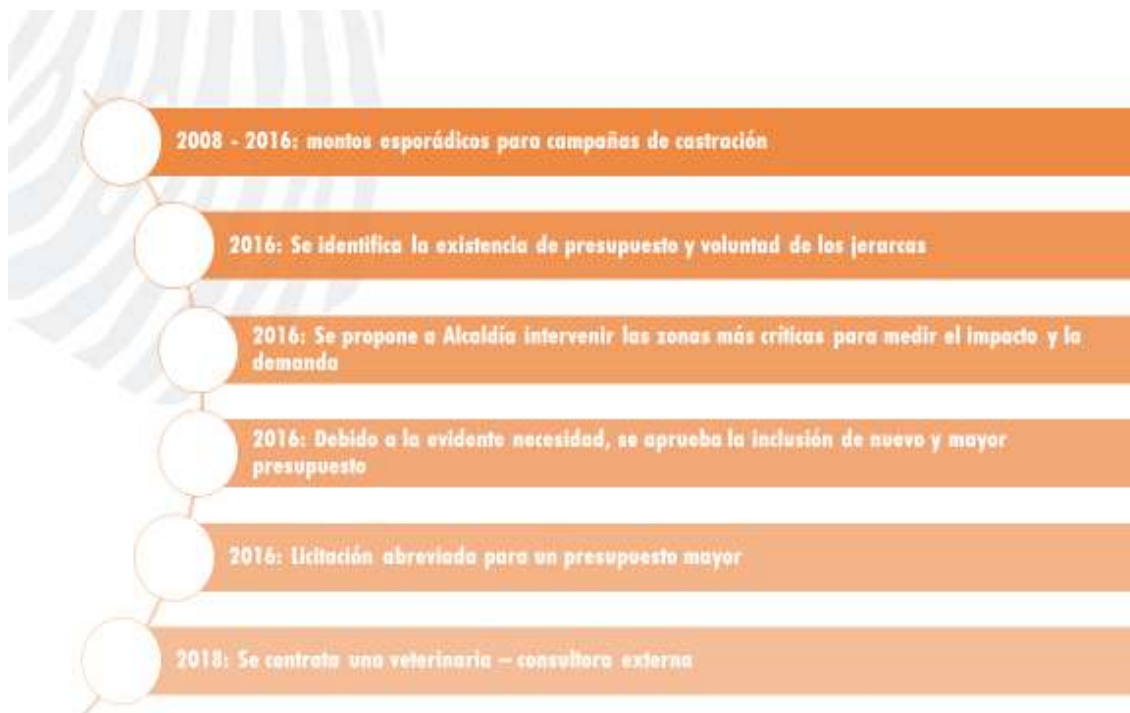 2008 - 2016: montos esporádicos para campañas de castración
2016: Se identifica la existencia de presupuesto y voluntad de los jerarcas
2016: Se propone a Alcaldía intervenir las zonas más críticas para medir el impacto y la
demanda
2016: Debido a la evidente necesidad, se aprueba la inclusión de nuevo y mayor
presupuesto
2016: Licitación abreviada para un presupuesto mayor
2018: Se contrata una veterinaria – consultora externa